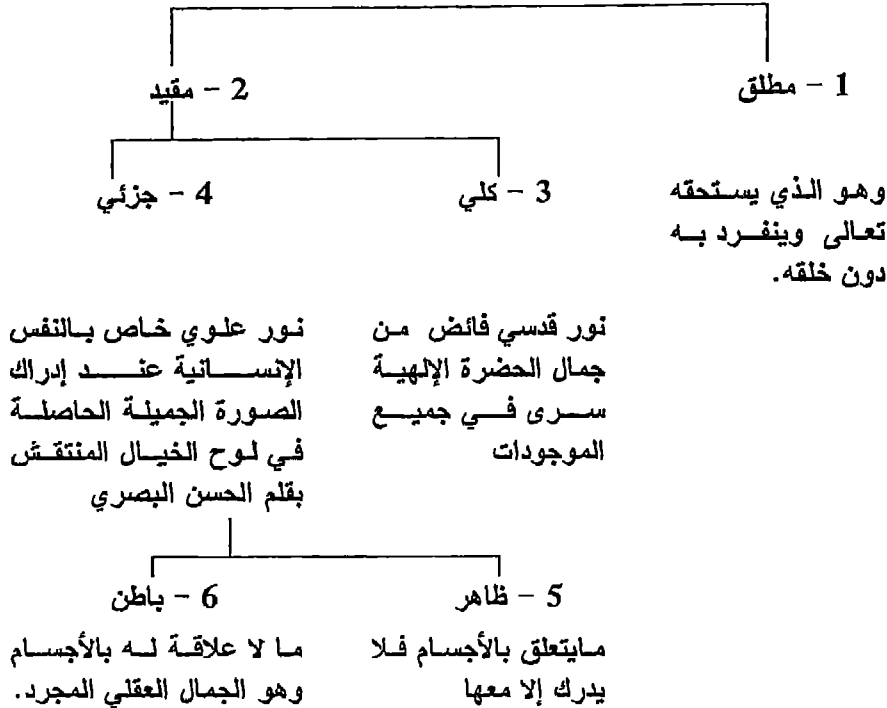 1 - مطلق
2 - مقيد
3 - كلي
4 - جزئي
وهو الذي يستحقه
تعالى وينفرد به
دون خلقه.
نور قدسي فائض من
جمال الحضرة الإلهية
سرى في جميع
الموجودات
نور علوي خاص بالنفس
الإنسانية عند إدراك
الصورة الجميلة الحاصلة
في لوح الخيال المنتقش
بقلم الحسن البصري
5 - ظاهر
6 - باطن
مايتعلق بالأجسام فلا
يدرك إلا معها
ما لا علاقة له بالأجسام
وهو الجمال العقلي المجرد.